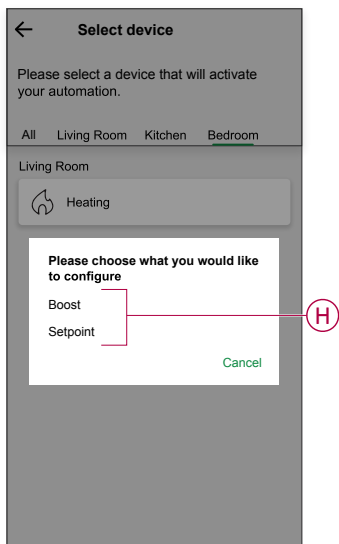 Select device
Please select a device that will activate
your automation.
All Living Room Kitchen Bedroom
Living Room
Heating
Please choose what you would like
to configure
Boost
Setpoint
H
Cancel